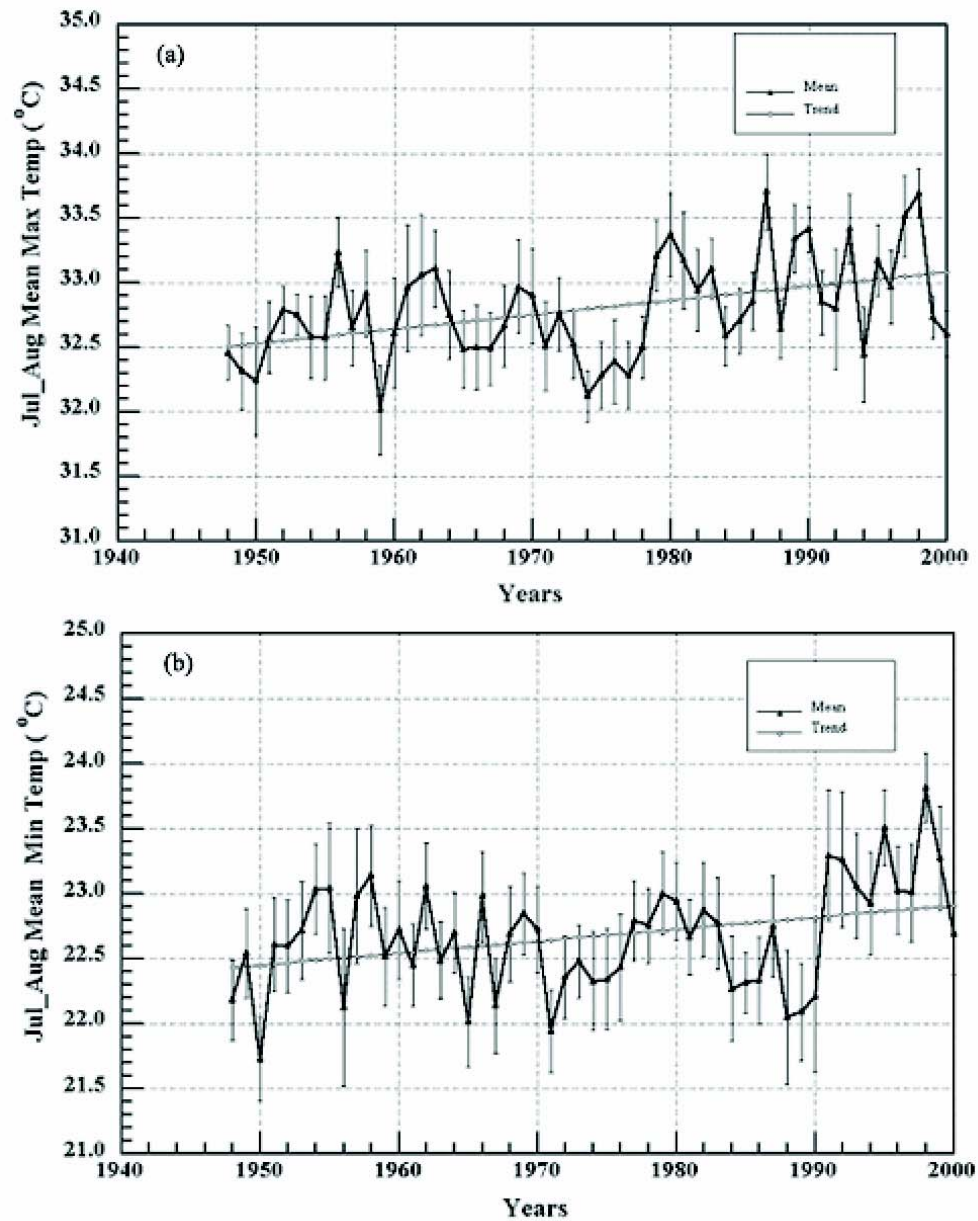 (a)
Jul_Aug Mean Max Temp ( °C)
35.0
34.5
34.0
33.5
33.0
32.5
32.0
31.5
31.0
Mean
Trend
1940 1950 1960 1970 1980 1990 2000
Years
(b)
Jul_Aug Mean Min Temp ( °C)
25.0
24.5
24.0
23.5
23.0
22.5
22.0
21.5
21.0
Mean
Trend
1940 1950 1960 1970 1980 1990 2000
Years